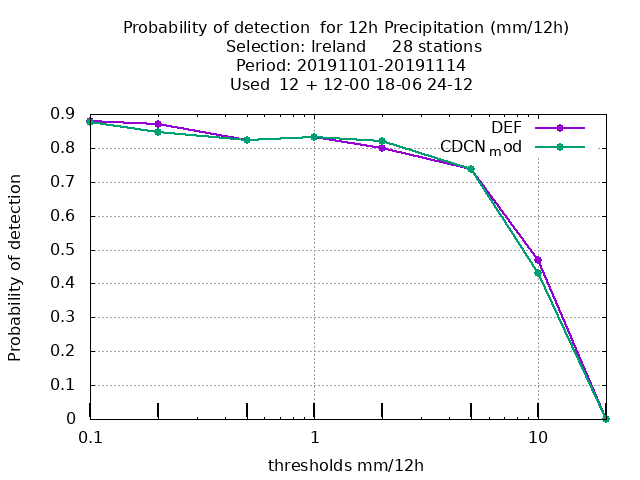 Probability of detection  for 12h Precipitation (mm/12h)
Selection: Ireland     28 stations
Period: 20191101-20191114
Used  12 + 12-00 18-06 24-12
DEF
CDCNmod
Probability of detection
0.9
0.8
0.7
0.6
0.5
0.4
0.3
0.2
0.1
0
0.1
1
10
thresholds mm/12h